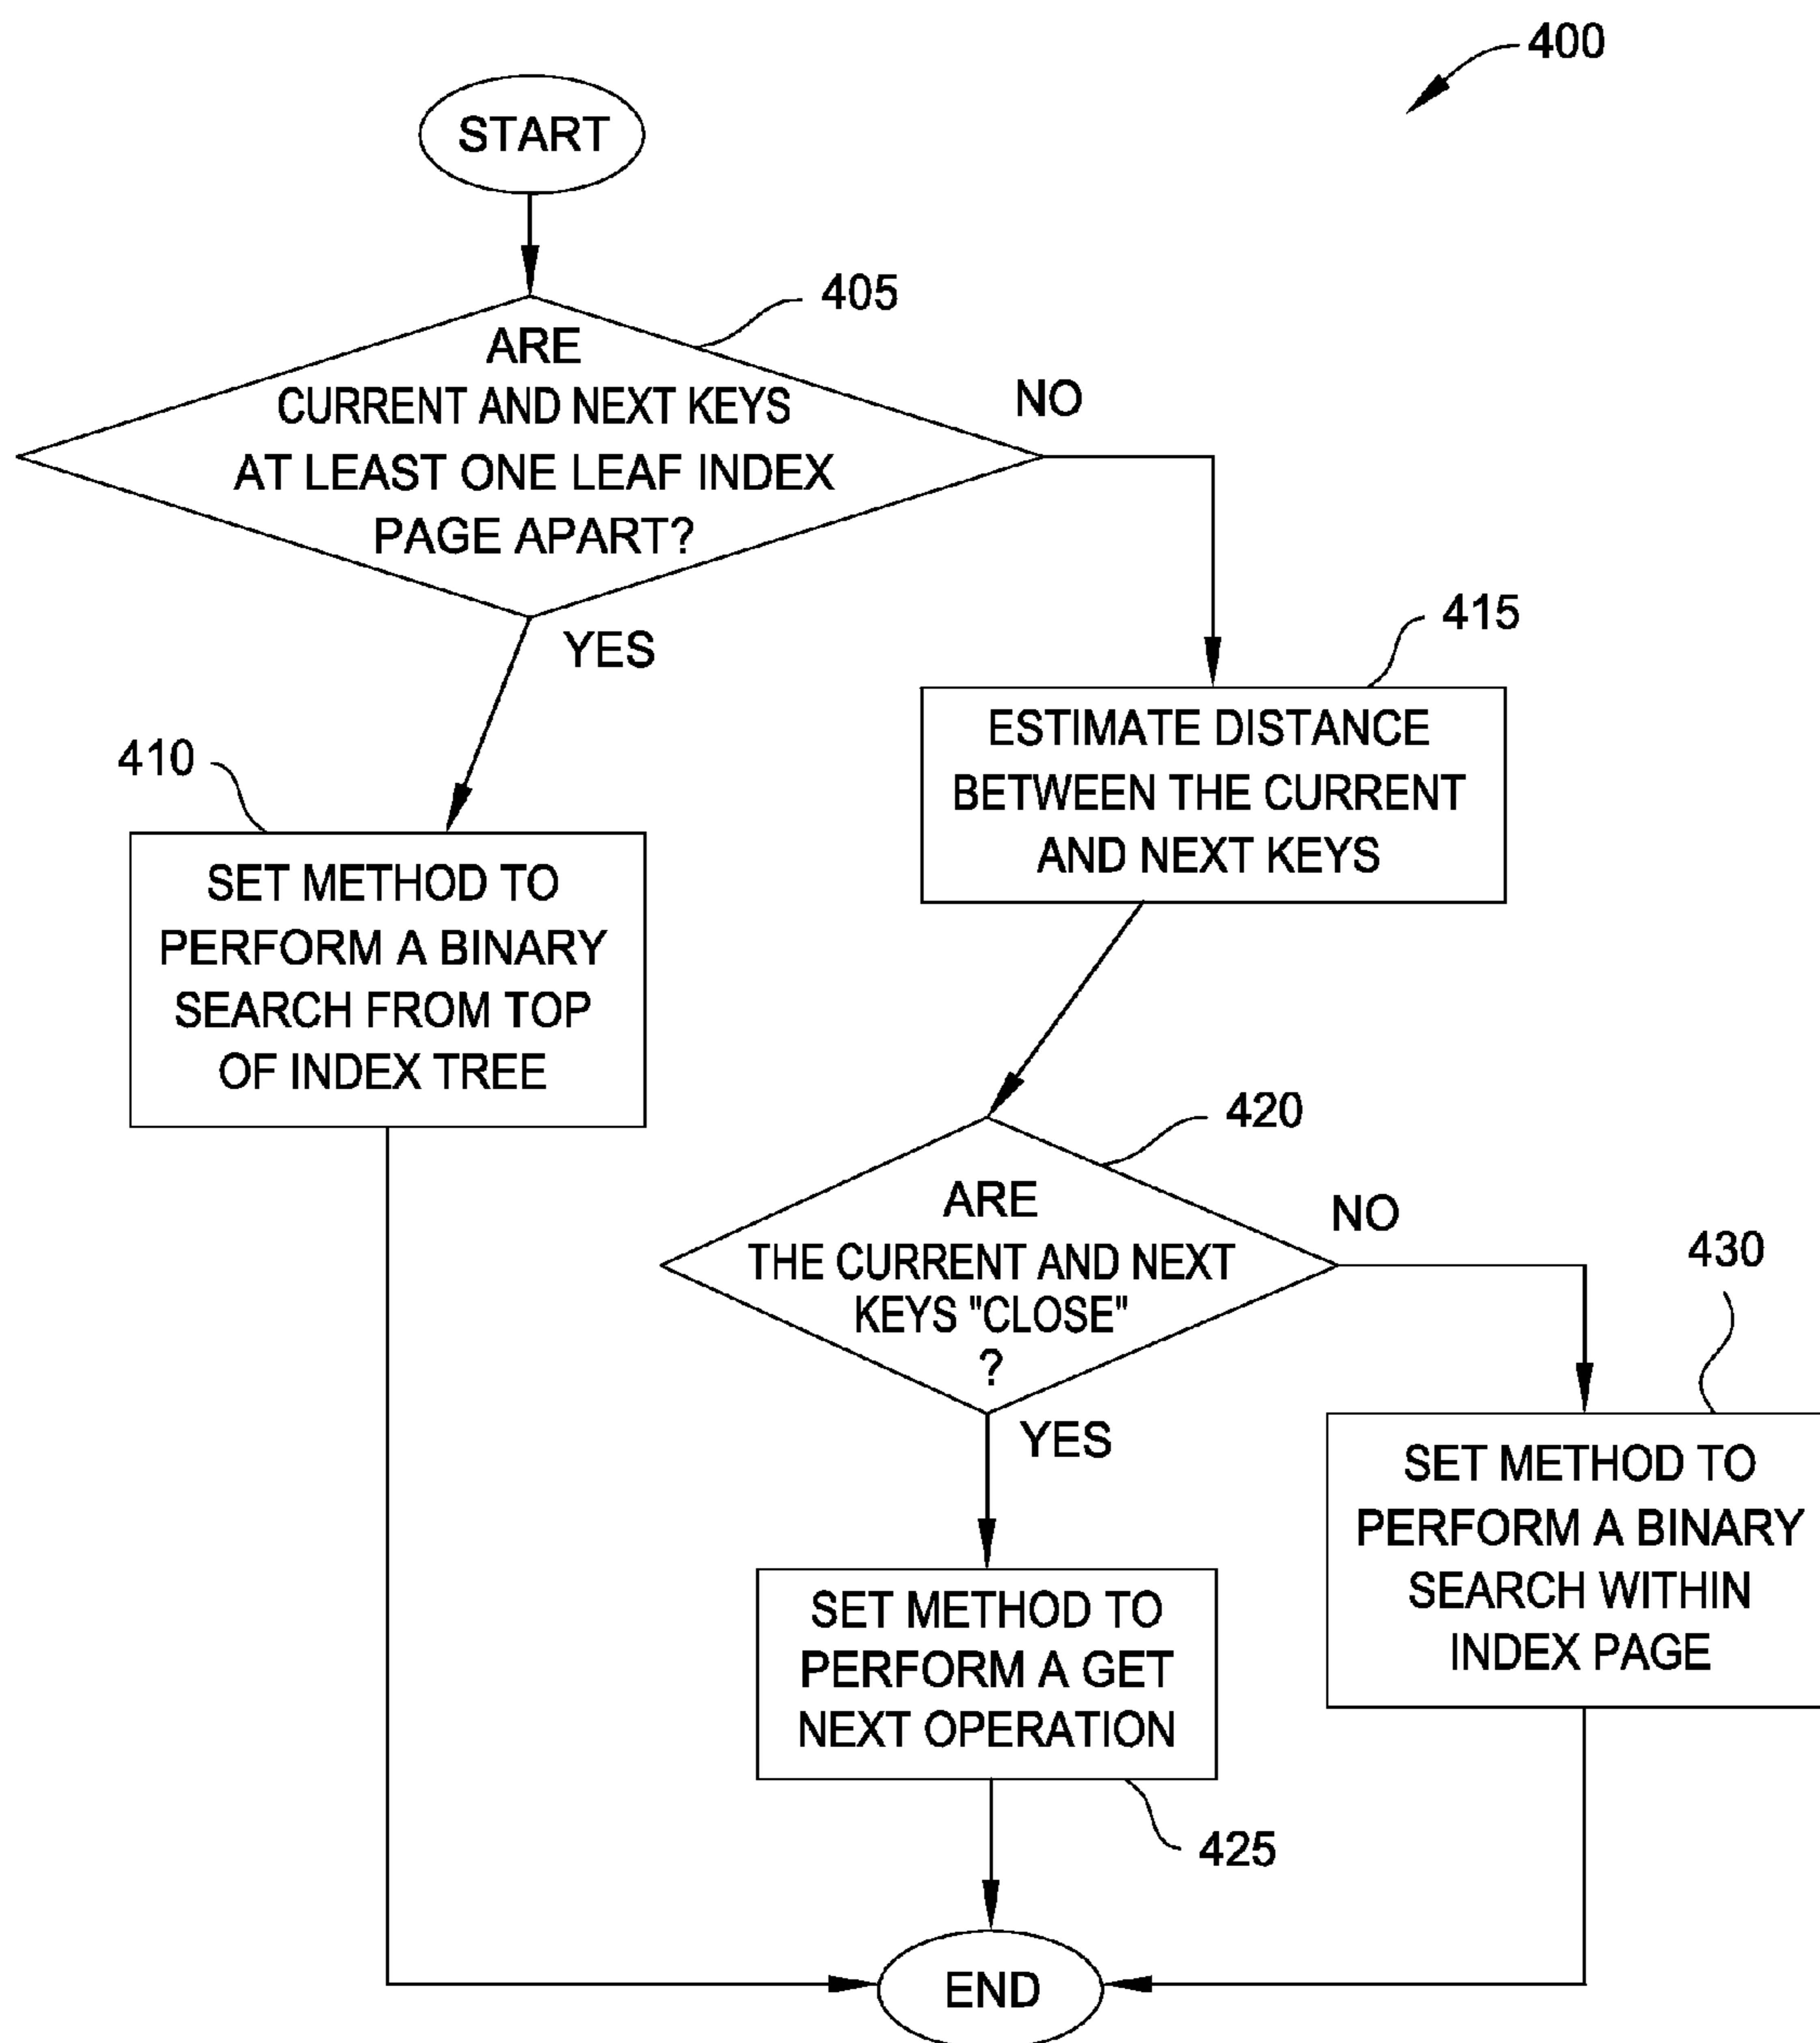 400
START
405
ARE
CURRENT AND NEXT KEYS
AT LEAST ONE LEAF INDEX
PAGE APART?
NO
YES
415
ESTIMATE DISTANCE
BETWEEN THE CURRENT
AND NEXT KEYS
410
SET METHOD TO
PERFORM A BINARY
SEARCH FROM TOP
OF INDEX TREE
420
ARE
THE CURRENT AND NEXT
KEYS "CLOSE"
?
NO
YES
430
SET METHOD TO
PERFORM A BINARY
SEARCH WITHIN
INDEX PAGE
SET METHOD TO
PERFORM A GET
NEXT OPERATION
425
END